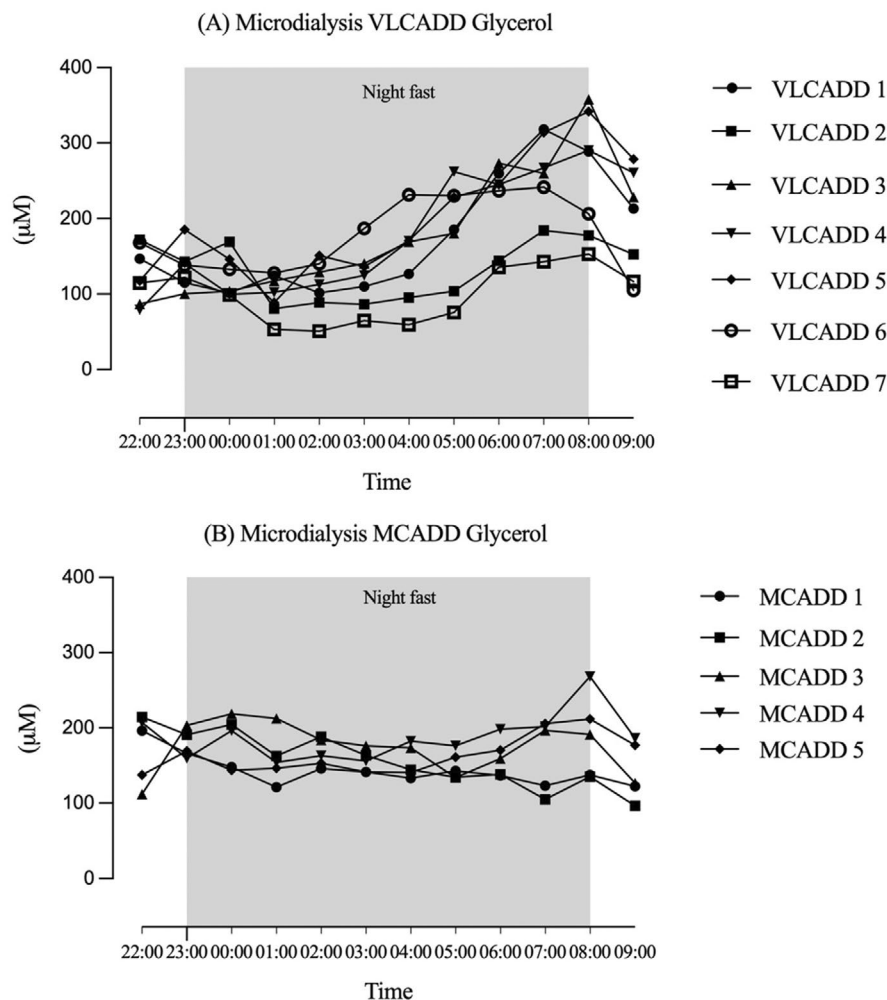 (A) Microdialysis VLCADD Glycerol
400
300
200
100
0
(µM)
Night fast
22:00 23:00 00:00 01:00 02:00 03:00 04:00 05:00 06:00 07:00 08:00 09:00
Time
VLCADD 1
VLCADD 2
VLCADD 3
VLCADD 4
VLCADD 5
VLCADD 6
VLCADD 7
(B) Microdialysis MCADD Glycerol
400
300
200
100
0
(µM)
Night fast
22:00 23:00 00:00 01:00 02:00 03:00 04:00 05:00 06:00 07:00 08:00 09:00
Time
MCADD 1
MCADD 2
MCADD 3
MCADD 4
MCADD 5